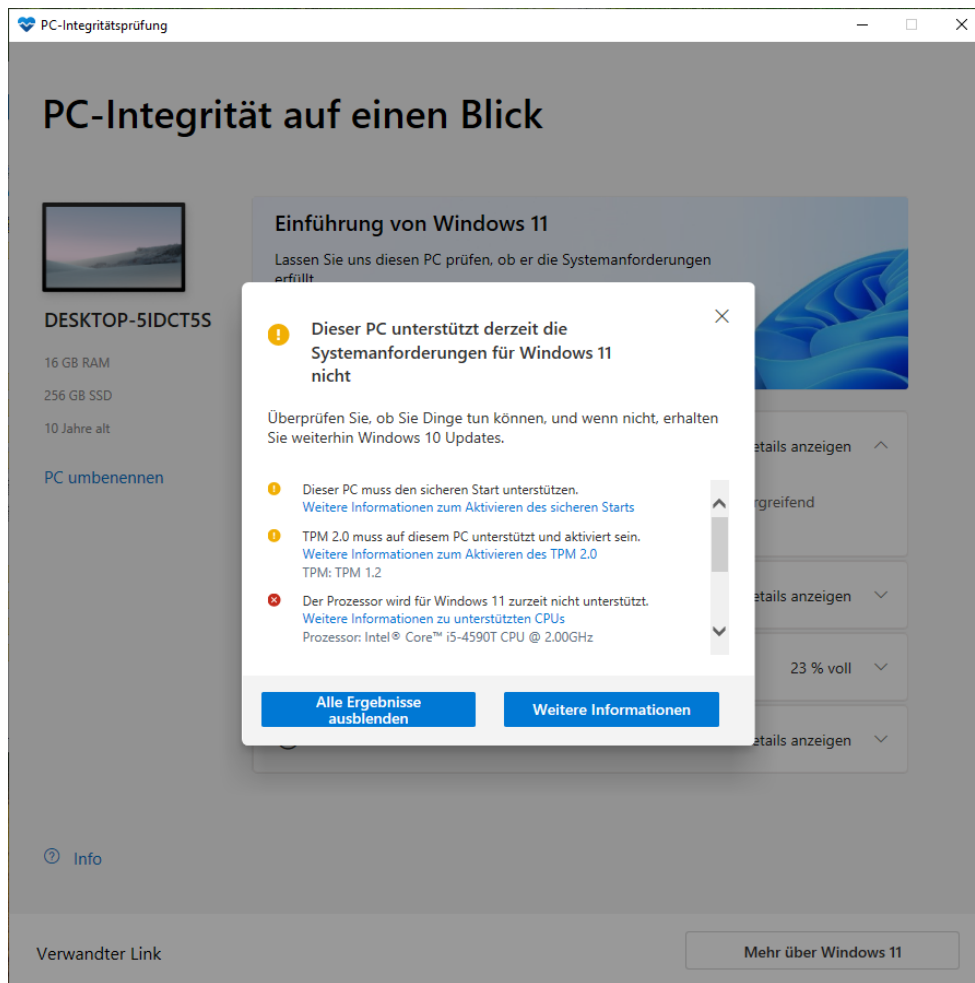 PC-Integritätsprüfung
PC-Integrität auf einen Blick
Einführung von Windows 11
Lassen Sie uns diesen PC prüfen, ob er die Systemanforderungen
erfüllt
DESKTOP-5IDCT5S
16 GB RAM
256 GB SSD
10 Jahre alt
PC umbenennen
Dieser PC unterstützt derzeit die
Systemanforderungen für Windows 11
nicht
Überprüfen Sie, ob Sie Dinge tun können, und wenn nicht, erhalten
Sie weiterhin Windows 10 Updates.
Dieser PC muss den sicheren Start unterstützen.
Weitere Informationen zum Aktivieren des sicheren Starts
TPM 2.0 muss auf diesem PC unterstützt und aktiviert sein.
Weitere Informationen zum Aktivieren des TPM 2.0
TPM: TPM 1.2
Der Prozessor wird für Windows 11 zurzeit nicht unterstützt.
Weitere Informationen zu unterstützten CPUs
Prozessor: Intel® Core™ i5-4590T CPU @ 2.00GHz
Alle Ergebnisse
ausblenden
Weitere Informationen
etails anzeigen
rgreifend
etails anzeigen
23 % voll
etails anzeigen
Info
Verwandter Link
Mehr über Windows 11